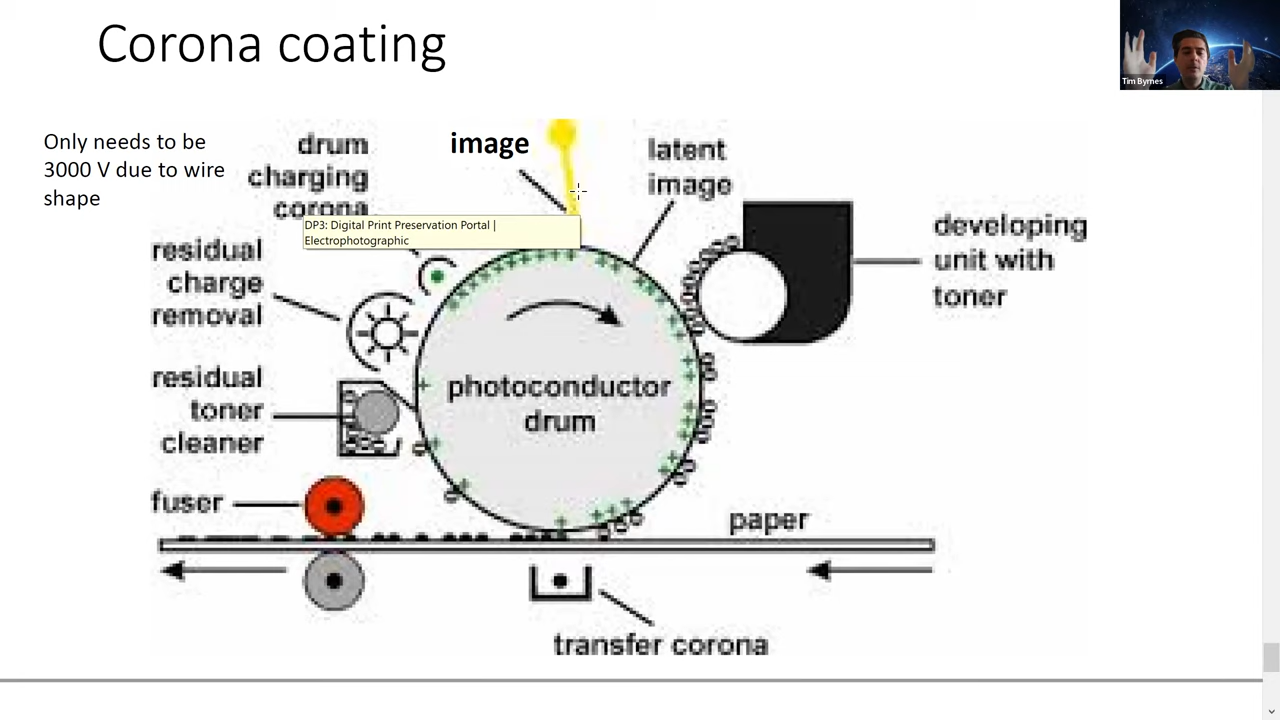 Corona coating
Tim Byrnes
Only needs to be
3000 V due to wire
shape
drum
charging
corona
image
latent
image
DP3: Digital Print Preservation Portal |
Electrophotographic
developing
unit with
toner
residual
charge
removal
residual
toner
cleaner
photoconductor
drum
fuser
paper
transfer corona